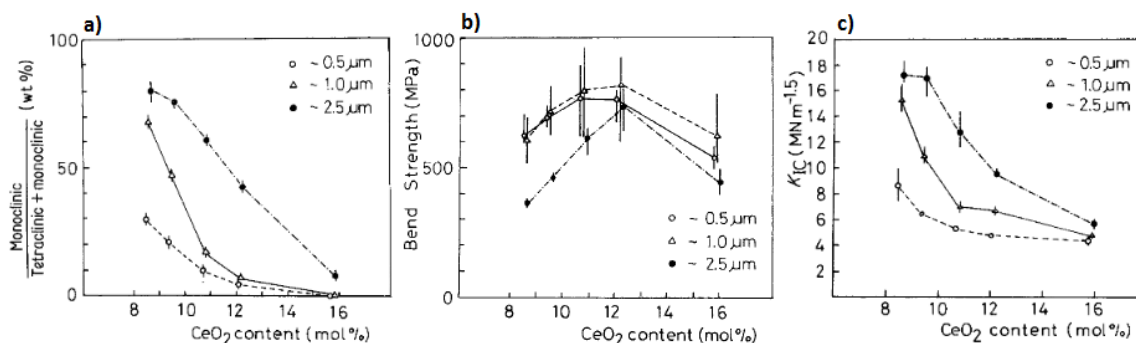 a)
Monoclinic
Tetraclinic + monoclinic
(wt %)
100
50
0
8 10 12 14 16
CeO2 content (mol%)
~ 0.5 µm
~ 1.0 µm
~ 2.5 µm
b)
Bend Strength (MPa)
1000
600
200
8 10 12 14 16
CeO2 content (mol%)
~ 0.5 µm
~ 1.0 µm
~ 2.5 µm
c)
KIC (MN m-1.5)
20
18
16
14
12
10
8
6
4
2
8 10 12 14 16
CeO2 content (mol%)
~ 0.5 µm
~ 1.0 µm
~ 2.5 µm